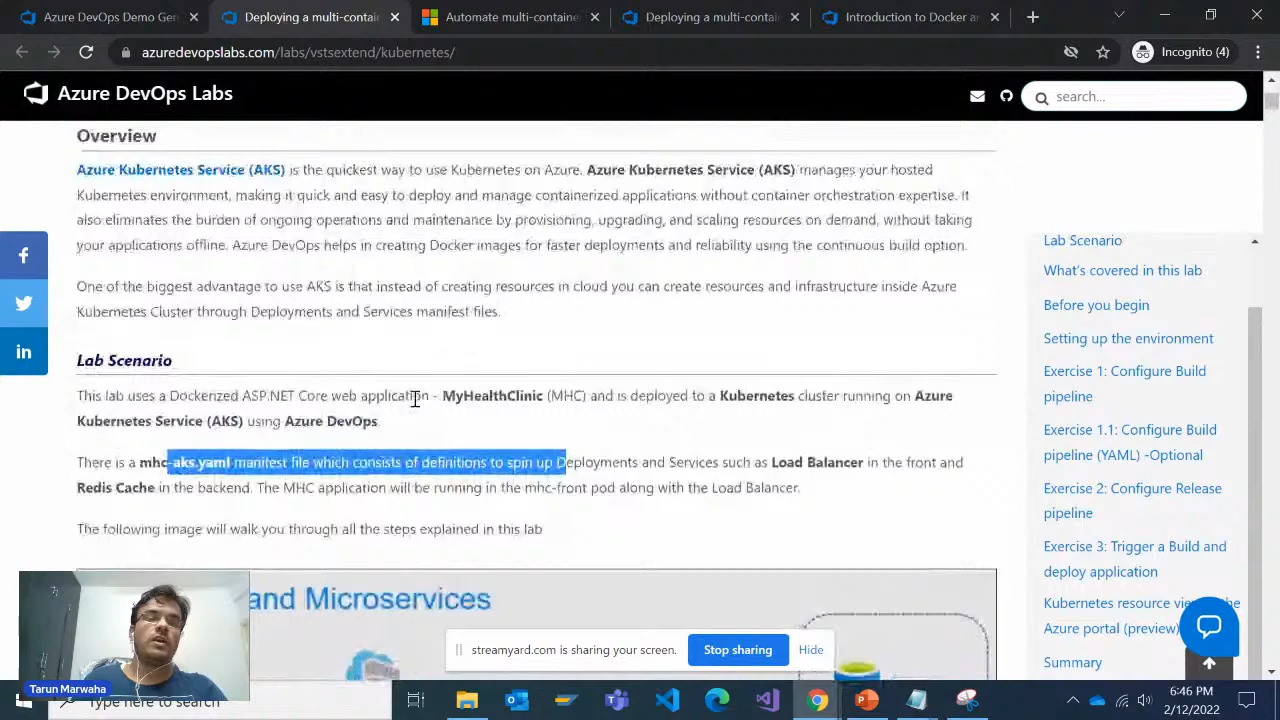 Azure DevOps Demo Gen
Deploying a multi-contai
Automate multi-container
Deploying a multi-contai
Introduction to Docker a
azuredevopslabs.com/labs/vstsextend/kubernetes/
Incognito (4)
Azure DevOps Labs
search...
Overview
Azure Kubernetes Service (AKS) is the quickest way to use Kubernetes on Azure. Azure Kubernetes Service (AKS) manages your hosted
Kubernetes environment, making it quick and easy to deploy and manage containerized applications without container orchestration expertise. It
also eliminates the burden of ongoing operations and maintenance by provisioning, upgrading, and scaling resources on demand, without taking
your applications offline. Azure DevOps helps in creating Docker images for faster deployments and reliability using the continuous build option.
One of the biggest advantage to use AKS is that instead of creating resources in cloud you can create resources and infrastructure inside Azure
Kubernetes Cluster through Deployments and Services manifest files.
Lab Scenario
This lab uses a Dockerized ASP.NET Core web application - MyHealthClinic (MHC) and is deployed to a Kubernetes cluster running on Azure
Kubernetes Service (AKS) using Azure DevOps.
There is a mhc-aks.yaml manifest file which consists of definitions to spin up Deployments and Services such as Load Balancer in the front and
Redis Cache in the backend. The MHC application will be running in the mhc-front pod along with the Load Balancer.
The following image will walk you through all the steps explained in this lab
and Microservices
Lab Scenario
What's covered in this lab
Before you begin
Setting up the environment
Exercise 1: Configure Build
pipeline
Exercise 1.1: Configure Build
pipeline (YAML) -Optional
Exercise 2: Configure Release
pipeline
Exercise 3: Trigger a Build and
deploy application
Kubernetes resource vie the
Azure portal (preview)
Summary
streamyard.com is sharing your screen.
Stop sharing
Hide
Tarun Marwaha
Type here to search
6:46 PM
2/12/2022